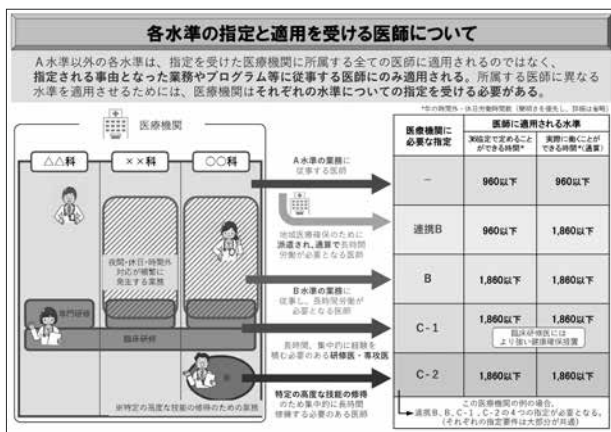 各水準の指定と適用を受ける医師について
A水準以外の各水準は、指定を受けた医療機関に所属する全ての医師に適用されるのではなく、
指定される事由となった業務やプログラム等に従事する医師にのみ適用される。所属する医師に異なる
水準を適用させるためには、医療機関はそれぞれの水準についての指定を受ける必要がある。
*年の時間外・休日労働時間数(簡明さを優先し、詳細は省略)
医療機関
△△科
××科
○○科
夜間・休日・時間外
対応が頻繁に
発生する業務
専門研修
臨床研修
※特定の高度な技能の修得のための業務
A水準の業務に
従事する医師
地域医療確保のために
派遣され、通算で長時間
労働が必要となる医師
B水準の業務に
従事し、長時間労働が
必要となる医師
長時間、集中的に経験を
積む必要のある研修医・専攻医
特定の高度な技能の修得
のため集中的に長時間
修練する必要のある医師
医療機関に
必要な指定
医師に適用される水準
36協定で定めること
ができる時間*
実際に働くことが
できる時間*(通算)
－
960以下
960以下
連携B
960以下
1,860以下
B
1,860以下
1,860以下
C-1
1,860以下
1,860以下
臨床研修医には
より強い健康確保措置
C-2
1,860以下
1,860以下
この医療機関の例の場合、
連携B、B、C-1、C-2の4つの指定が必要となる。
(それぞれの指定要件は大部分が共通)